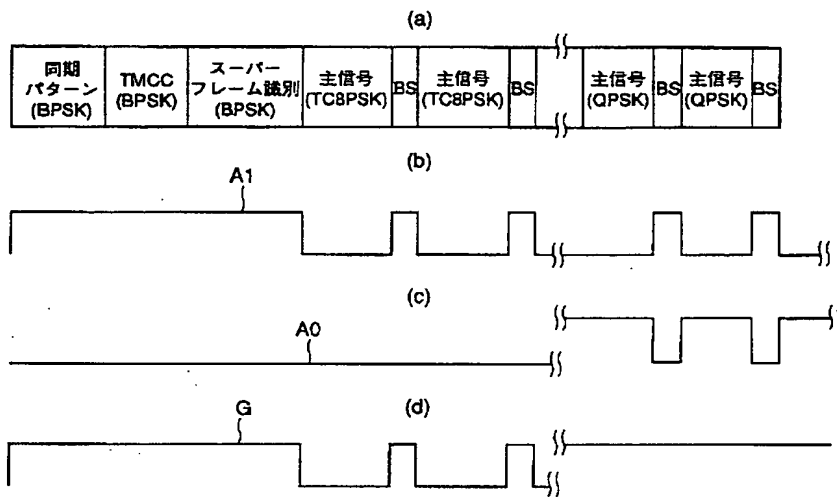 (a)
同期
パターン
(BPSK)
TMCC
(BPSK)
スーパー
フレーム識別
(BPSK)
主信号
(TC8PSK)
BS
主信号
(TC8PSK)
BS
主信号
(QPSK)
BS
主信号
(QPSK)
BS
(b)
A1
(c)
A0
(d)
G